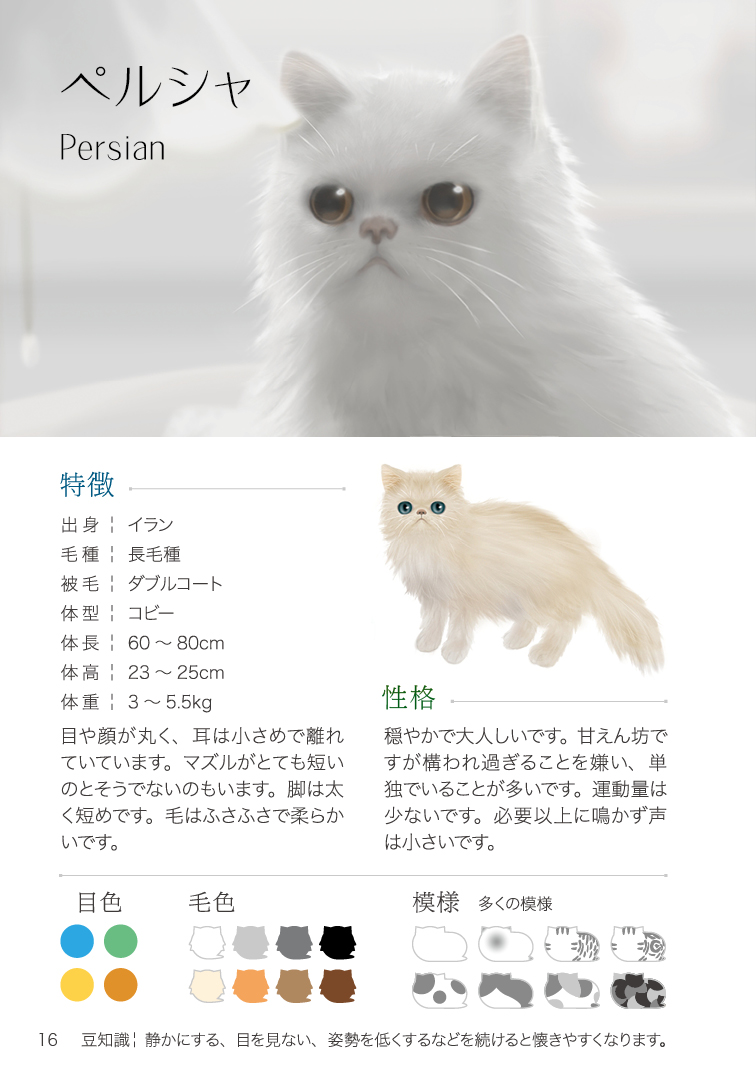 ペルシャ
Persian
特徴
出身¦イラン
毛種¦長毛種
被毛¦ダブルコート
体型¦コビー
体長¦60～80cm
体高¦23～25cm
体重¦3～5.5kg
目や顔が丸く、耳は小さめで離れ
ていています。マズルがとても短い
のとそうでないのもいます。脚は太
く短めです。毛はふさふさで柔らか
いです。
性格
穏やかで大人しいです。甘えん坊で
すが構われ過ぎることを嫌い、単
独でいることが多いです。運動量は
少ないです。必要以上に鳴かず声
は小さいです。
目色
毛色
模様 多くの模様
16 豆知識¦静かにする、目を見ない、姿勢を低くするなどを続けると懐きやすくなります。